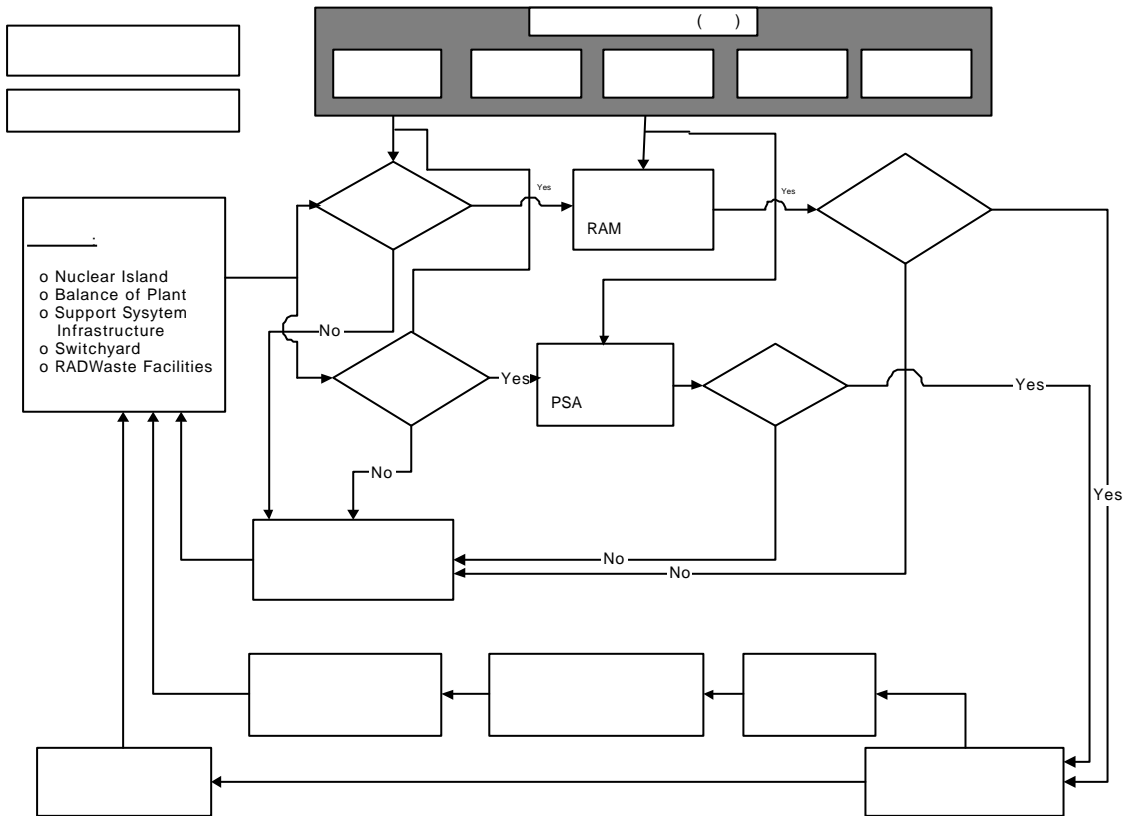 ( )
Yes
Yes
RAM
:
o Nuclear Island
o Balance of Plant
o Support Sysytem
Infrastructure
o Switchyard
o RADWaste Facilities
No
Yes
PSA
Yes
No
Yes
No
No